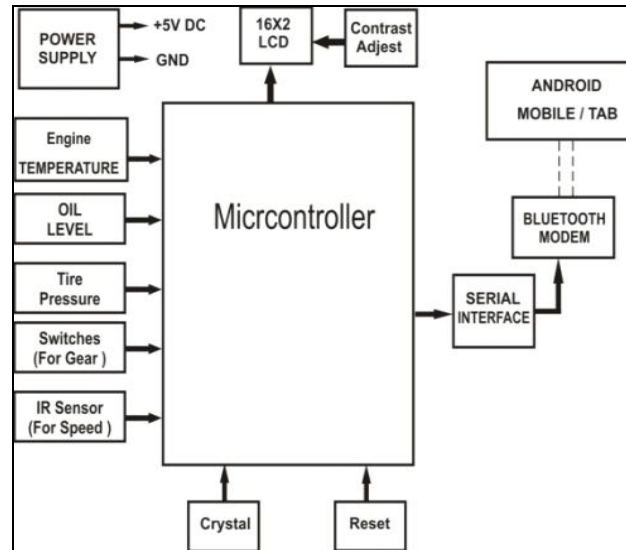 POWER
SUPPLY
+5V DC
GND
16X2
LCD
Contrast
Adjest
ANDROID
MOBILE / TAB
Engine
TEMPERATURE
OIL
LEVEL
Tire
Pressure
Switches
(For Gear )
IR Sensor
(For Speed )
Micrcontroller
SERIAL
INTERFACE
BLUETOOTH
MODEM
Crystal
Reset